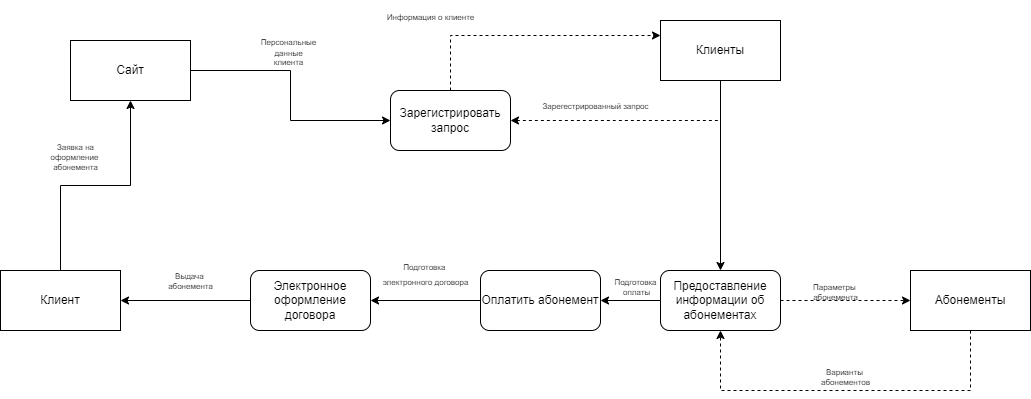 Информация о клиенте
Персональные
данные
клиента
Сайт
Клиенты
Зарегистрировать
запрос
Зарегестрированный запрос
Заявка на
оформление
абонемента
Клиент
Выдача
абонемента
Электронное
оформление
договора
Подготовка
электронного договора
Оплатить абонемент
Подготовка
оплаты
Предоставление
информации об
абонементах
Параметры
абонемента
Абонементы
Варианты
абонементов